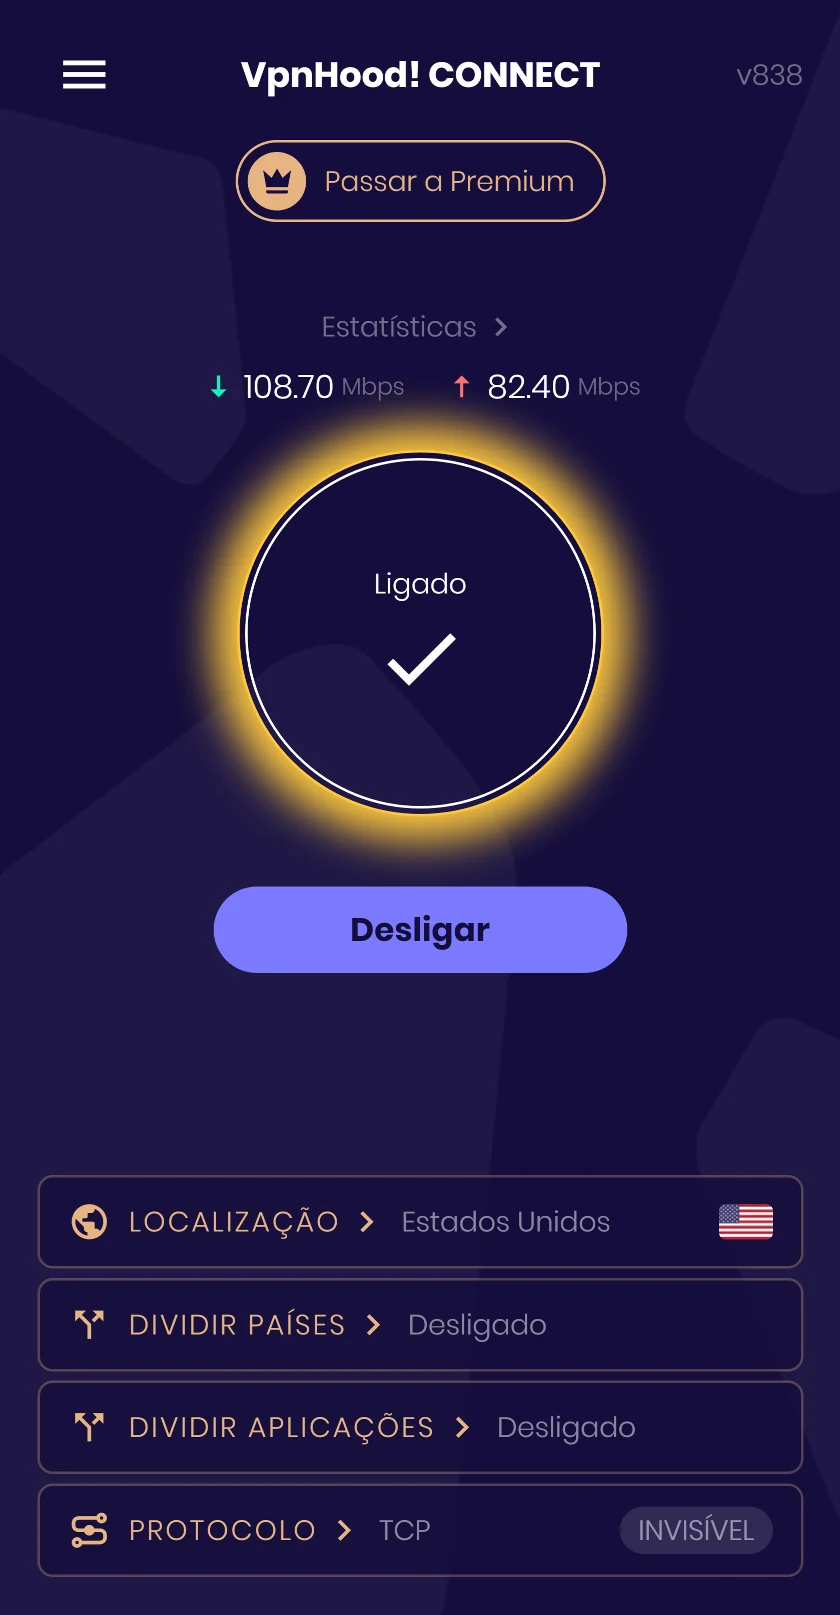 VpnHood! CONNECT
v838
Passar a Premium
Estatísticas
108.70 Mbps 82.40 Mbps
Ligado
Desligar
LOCALIZAÇÃO Estados Unidos
DIVIDIR PAÍSES Desligado
DIVIDIR APLICAÇÕES Desligado
PROTOCOLO TCP INVISÍVEL